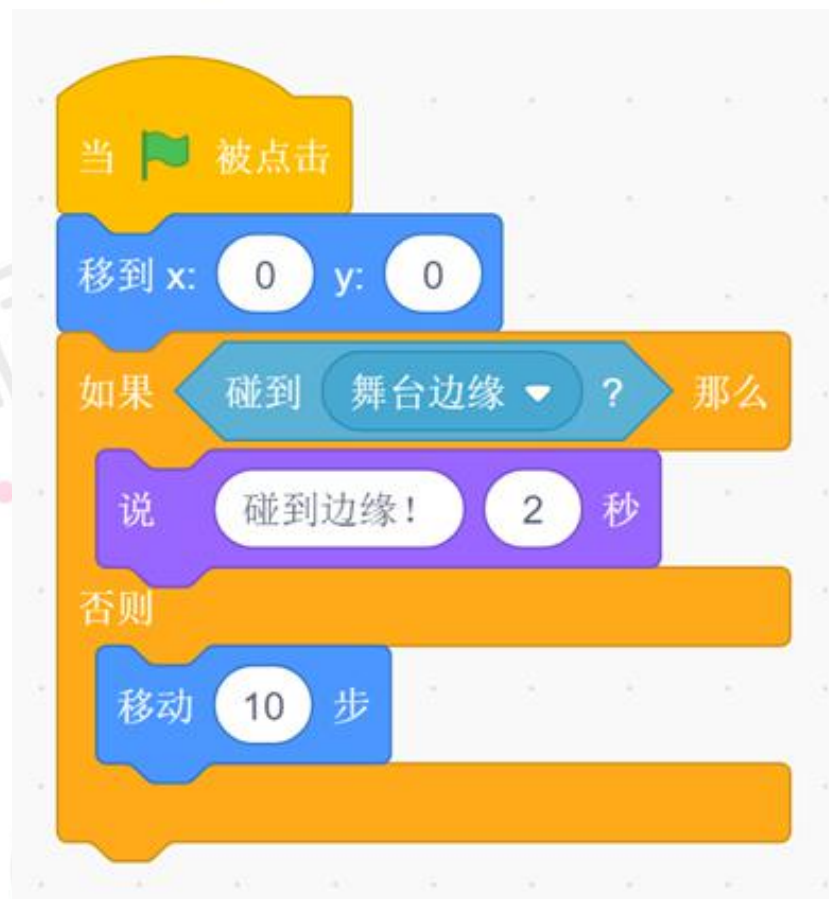 当 被点击
移到 x: 0 y: 0
如果 碰到 舞台边缘 ? 那么
说 碰到边缘! 2 秒
否则
移动 10 步